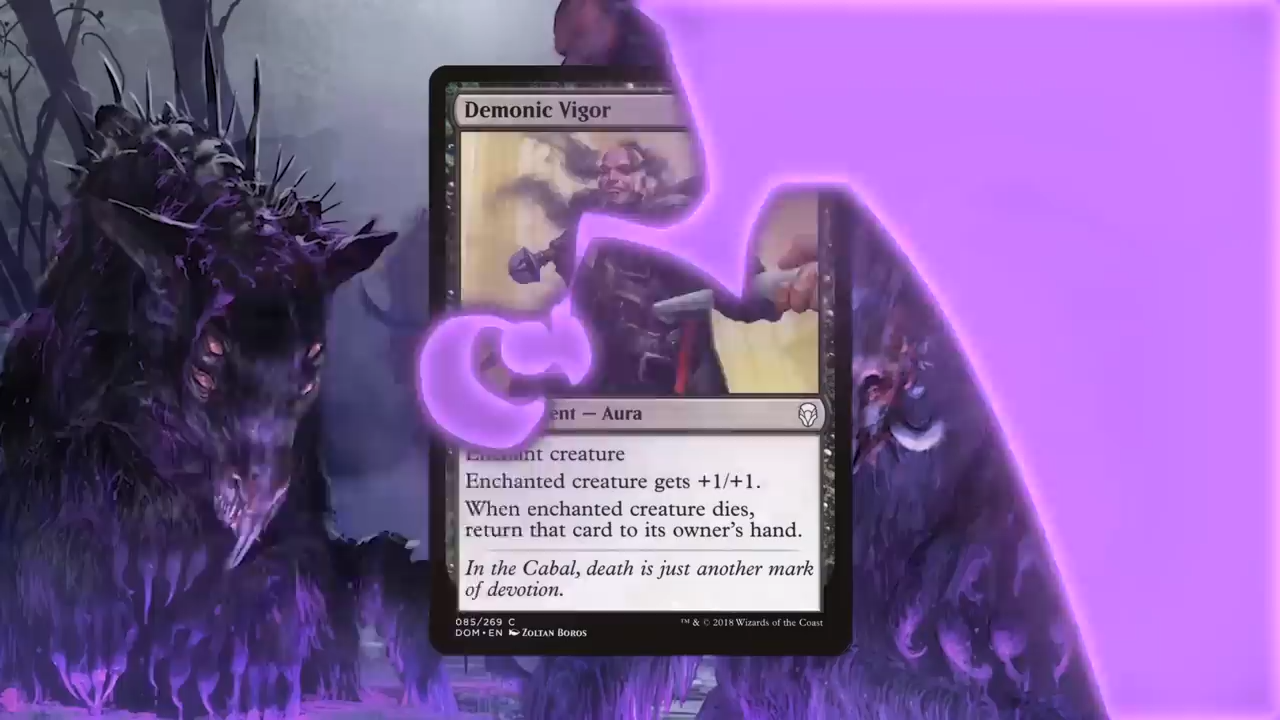 Demonic Vigor
ent — Aura
Enchant creature
Enchanted creature gets +1/+1.
When enchanted creature dies,
return that card to its owner's hand.
In the Cabal, death is just another mark
of devotion.
085/269 C
DOM • EN Zoltan Boros
™ & © 2018 Wizards of the Coast